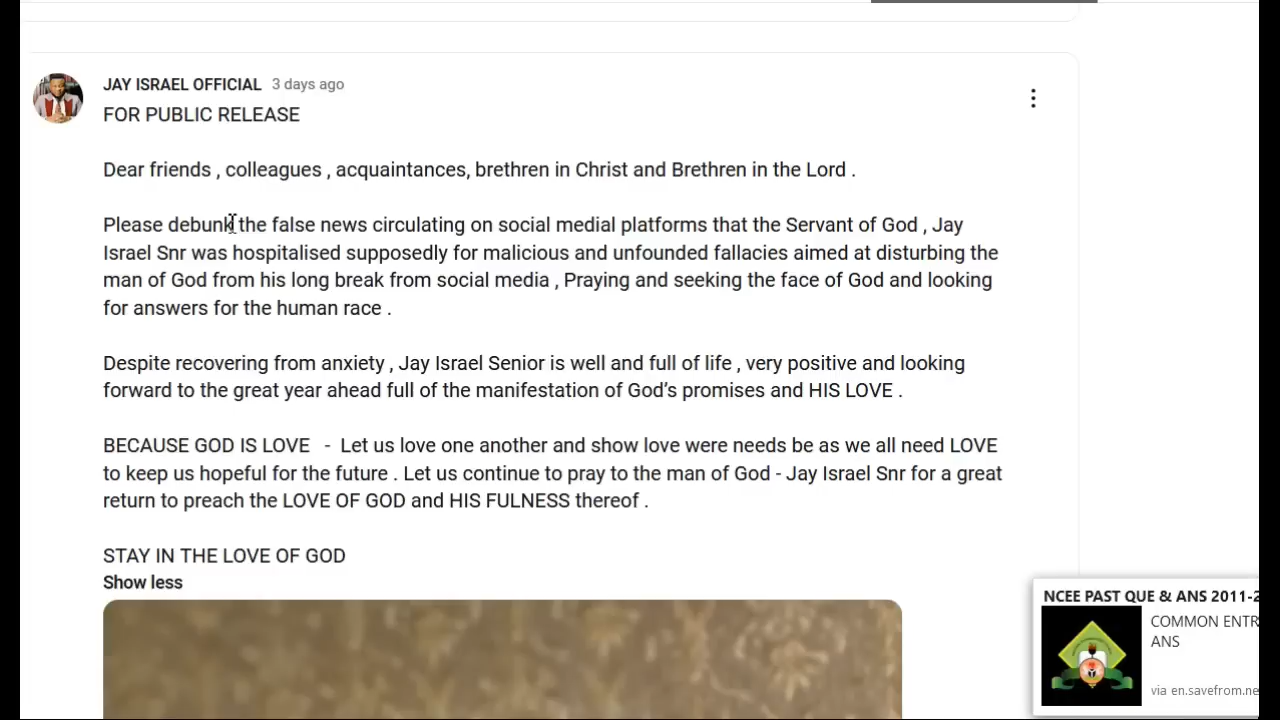 JAY ISRAEL OFFICIAL 3 days ago
FOR PUBLIC RELEASE
Dear friends , colleagues , acquaintances, brethren in Christ and Brethren in the Lord .
Please debunk the false news circulating on social medial platforms that the Servant of God , Jay
Israel Snr was hospitalised supposedly for malicious and unfounded fallacies aimed at disturbing the
man of God from his long break from social media , Praying and seeking the face of God and looking
for answers for the human race .
Despite recovering from anxiety , Jay Israel Senior is well and full of life , very positive and looking
forward to the great year ahead full of the manifestation of God’s promises and HIS LOVE .
BECAUSE GOD IS LOVE - Let us love one another and show love were needs be as we all need LOVE
to keep us hopeful for the future . Let us continue to pray to the man of God - Jay Israel Snr for a great
return to preach the LOVE OF GOD and HIS FULNESS thereof .
STAY IN THE LOVE OF GOD
Show less
NCEE PAST QUE & ANS 2011-2
COMMON ENTR
ANS
via en.savefrom.ne